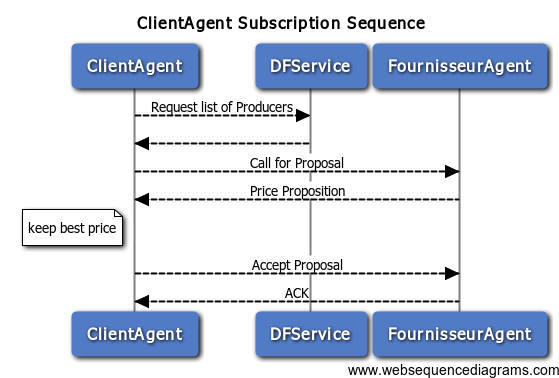 ClientAgent Subscription Sequence
ClientAgent
DFService
FournisseurAgent
Request list of Producers
Call for Proposal
Price Proposition
keep best price
Accept Proposal
ACK
ClientAgent
DFService
FournisseurAgent
www.websequencediagrams.com